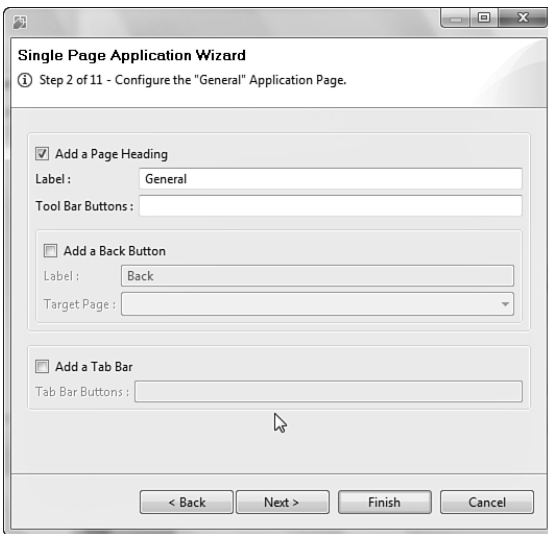 Single Page Application Wizard
Step 2 of 11 - Configure the "General" Application Page.
Add a Page Heading
Label : General
Tool Bar Buttons :
Add a Back Button
Label : Back
Target Page :
Add a Tab Bar
Tab Bar Buttons :
< Back Next > Finish Cancel